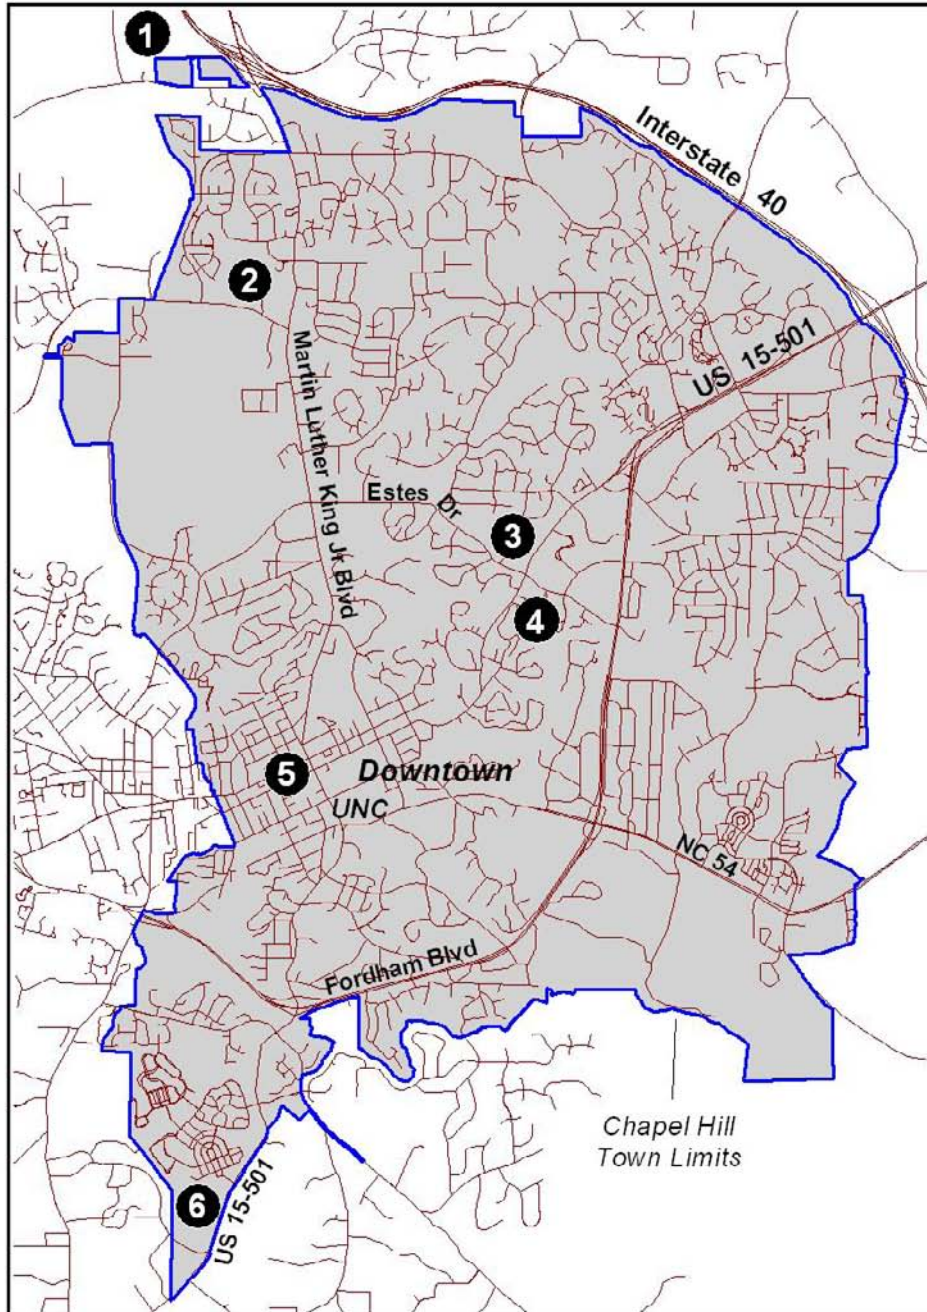 1
Interstate 40
2
US 15-501
Martin Luther King Jr Blvd
Estes Dr
3
4
5
Downtown
UNC
NC 54
Fordham Blvd
Chapel Hill
Town Limits
6
US 15-501